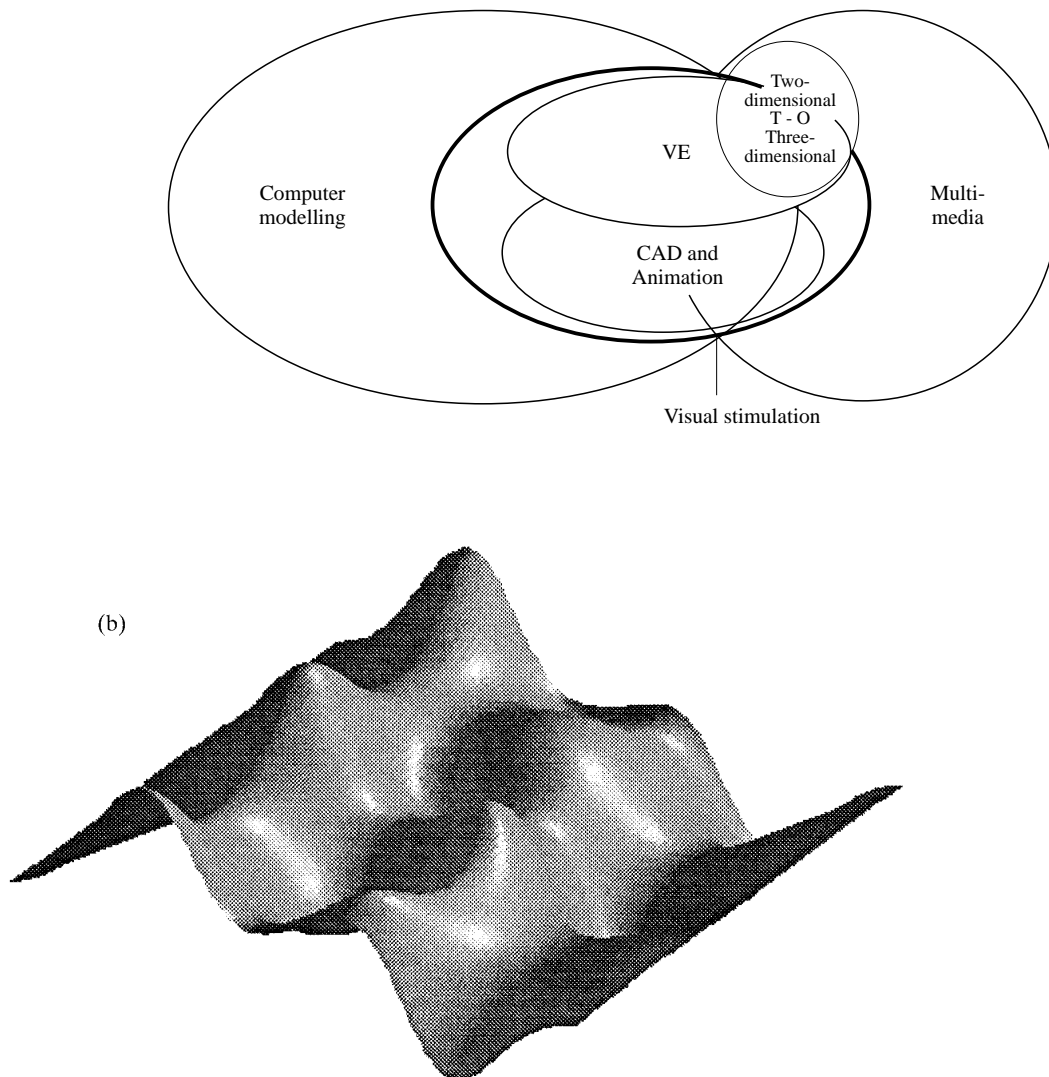 Two-
dimensional
T - O
Three-
dimensional
VE
Computer
modelling
Multi-
media
CAD and
Animation
Visual stimulation
(b)